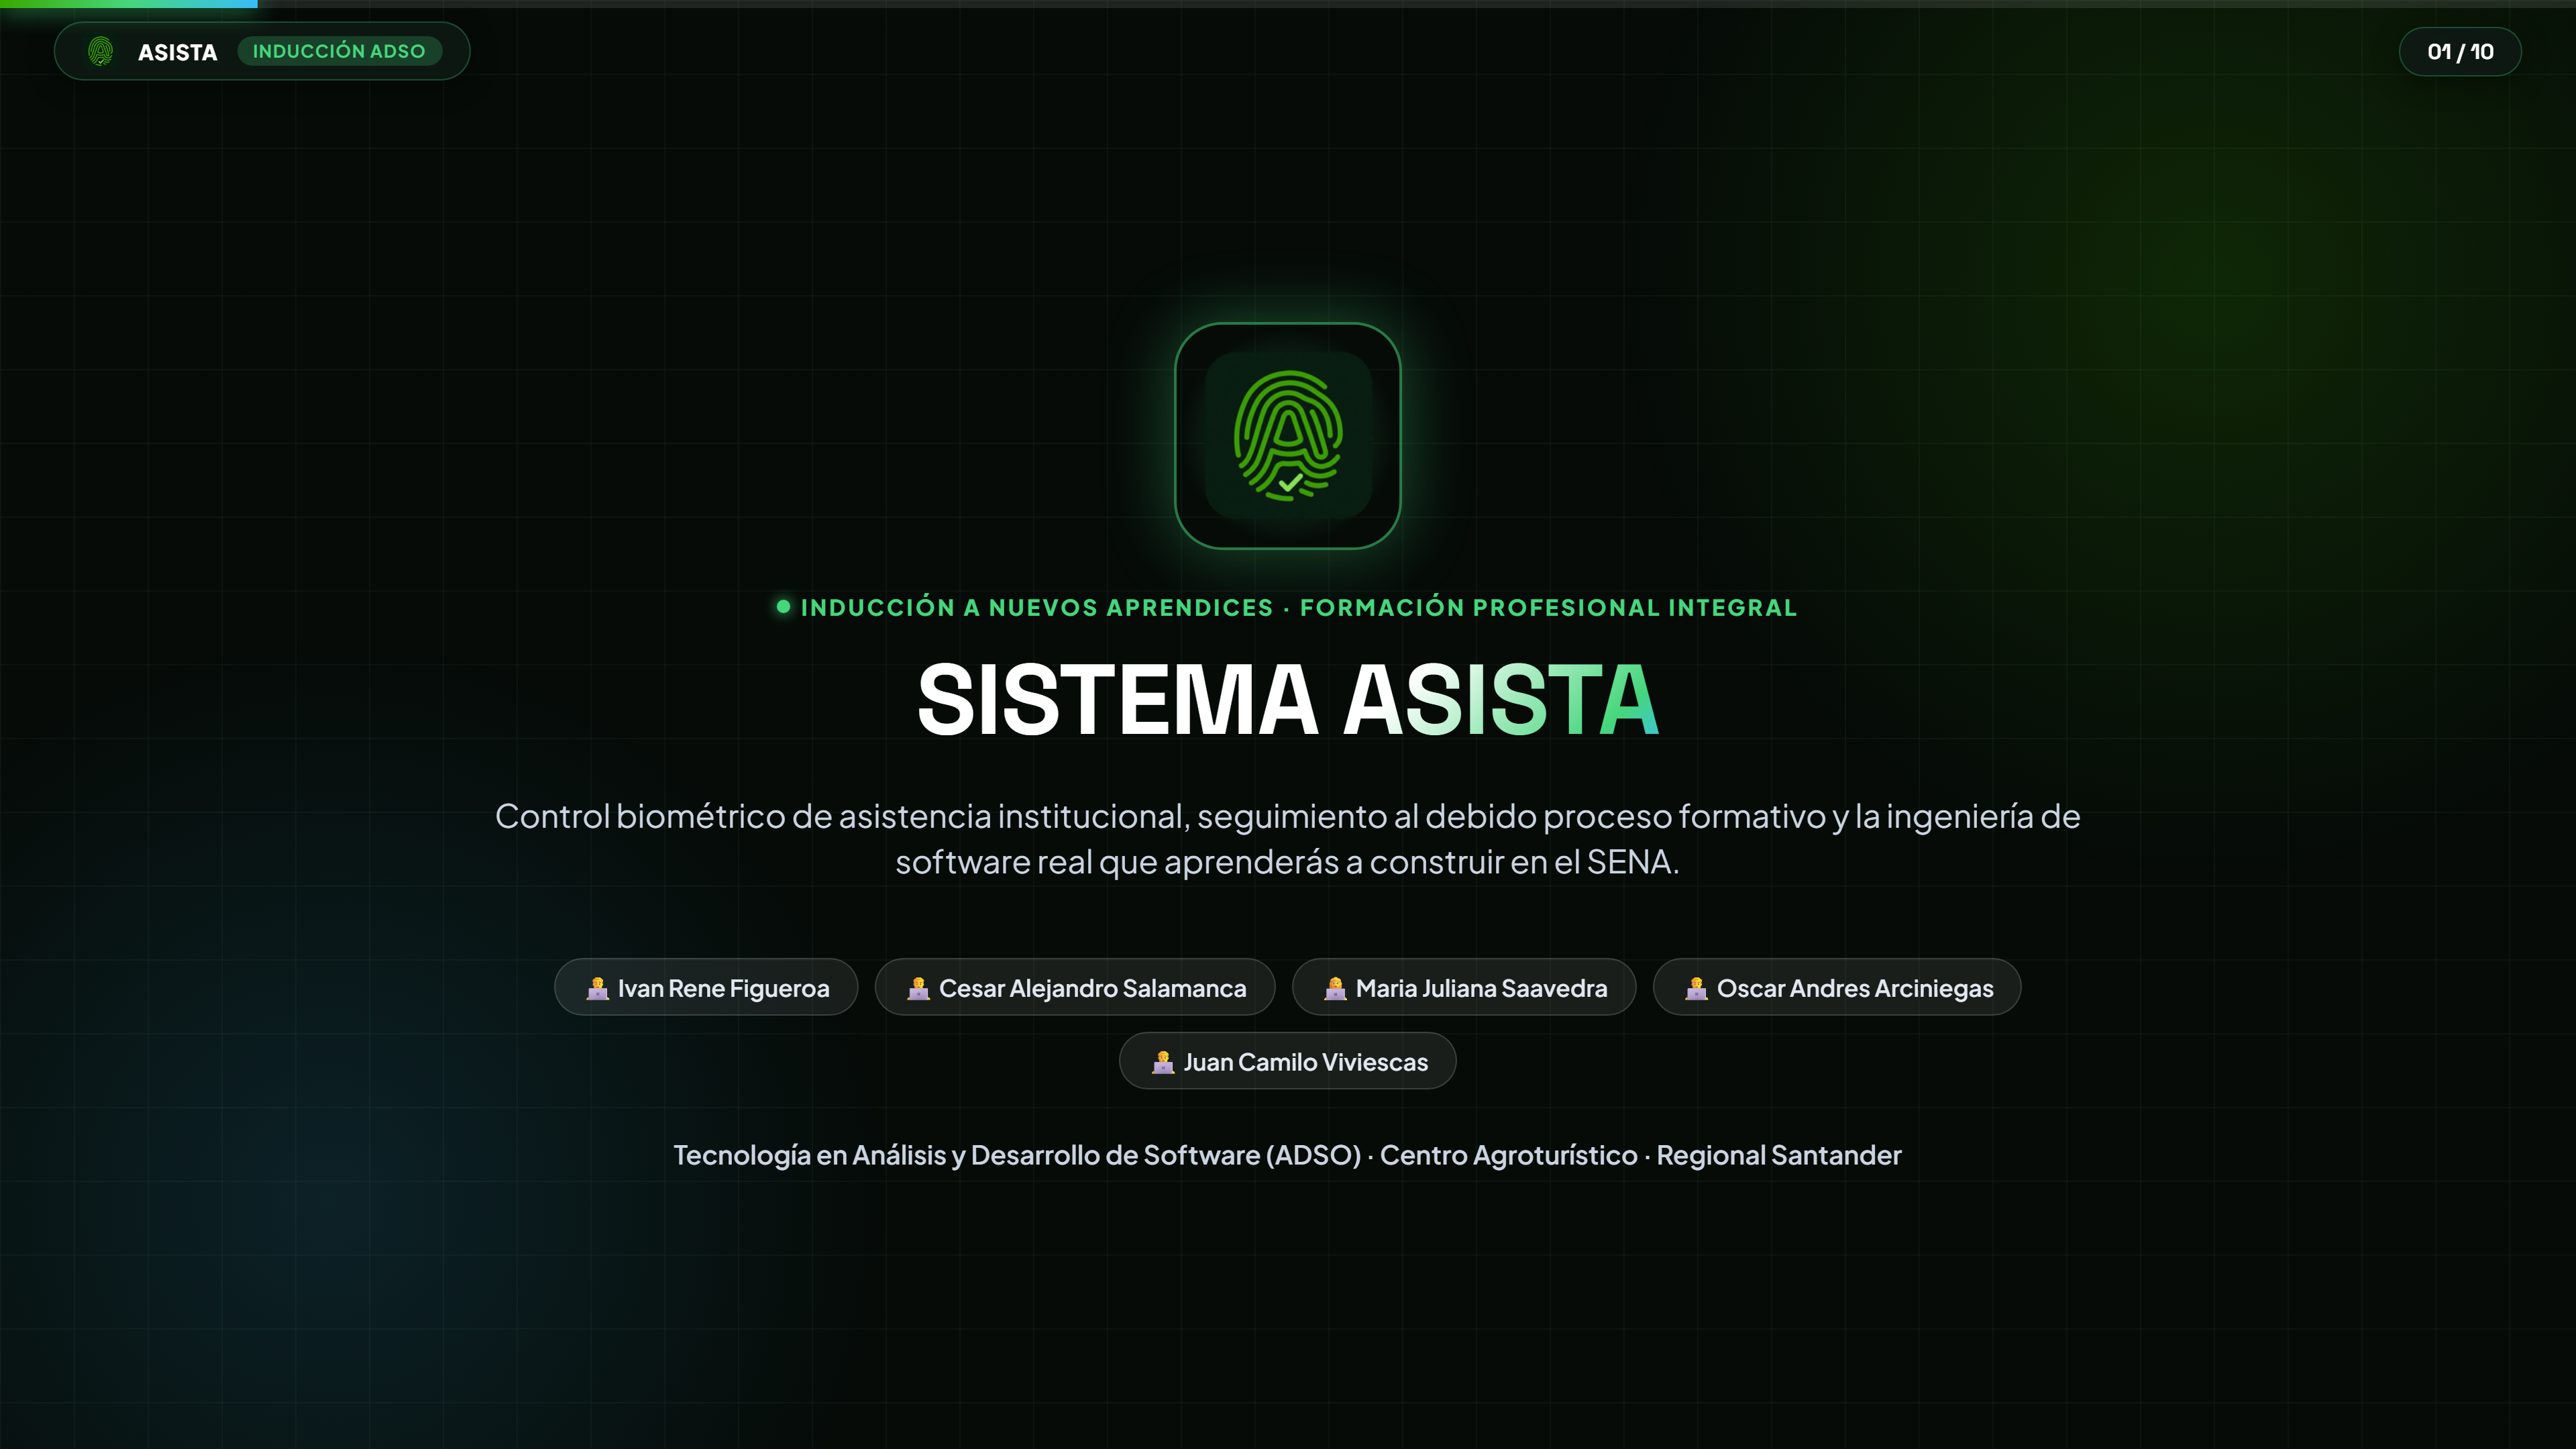 ASISTA INDUCCIÓN ADSO
01 / 10
INDUCCIÓN A NUEVOS APRENDICES · FORMACIÓN PROFESIONAL INTEGRAL
SISTEMA ASISTA
Control biométrico de asistencia institucional, seguimiento al debido proceso formativo y la ingeniería de
software real que aprenderás a construir en el SENA.
Ivan Rene Figueroa
Cesar Alejandro Salamanca
Maria Juliana Saavedra
Oscar Andres Arciniegas
Juan Camilo Viviescas
Tecnología en Análisis y Desarrollo de Software (ADSO) · Centro Agroturístico · Regional Santander